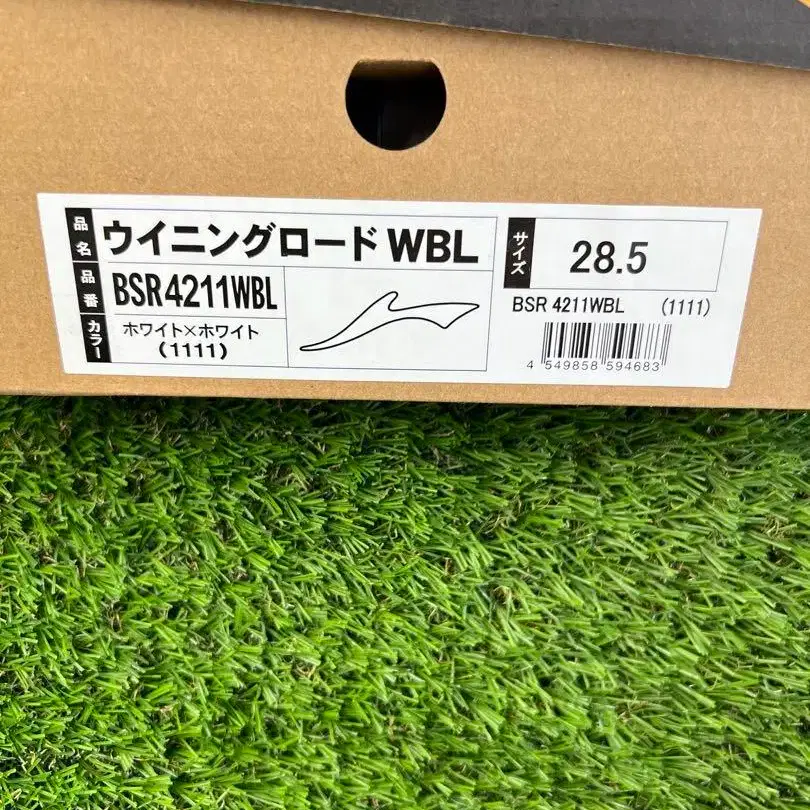 品名 ウイニングロード WBL
品番 BSR4211WBL
カラー ホワイト×ホワイト
(1111)
サイズ 28.5
BSR 4211WBL (1111)
4 549858 594683